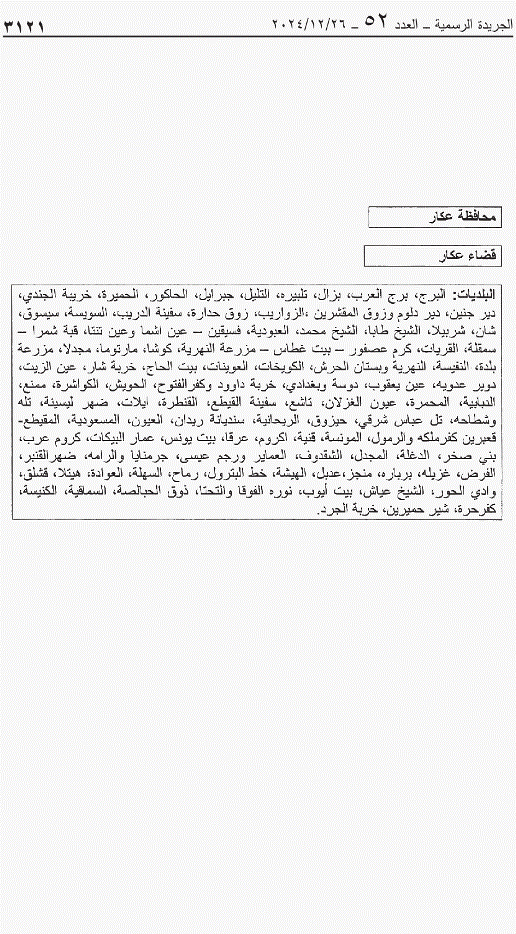 الجريدة الرسمية ــ العدد ٥٢ ــ ٢٠٢٤/١٢/٢٦
٣١٢١
محافظة عكار
قضاء عكار
البلديات: البرج، برج العرب، بزال، تلبيره، التليل، جبرايل، الحاكور، الحميرة، خريبة الجندي،
دير جنين، دير دلوم وزوق المقشرين ،الزواريب، زوق حدارة، سفينة الدريب، السويسة، سيسوق،
شان، شربيلا، الشيخ طابا، الشيخ محمد، العبودية، فسيقين – عين اشما وعين تنتا، قبة شمرا –
سمقلة، القريات، كرم عصفور – بيت غطاس – مزرعة النهرية، كوشا، مارتوما، مجدلا، مزرعة
بلدة، النفيسة، النهرية وبستان الحرش، الكويخات، العوينات، بيت الحاج، خربة شار، عين الزيت،
دوير عدويه، عين يعقوب، دوسة وبغدادي، خربة داوود وكفرالفتوح، الحويش، الكواشرة، ممنع،
الدبابية، المحمرة، عيون الغزلان، تاشع، سفينة القيطع، القنطرة، ايلات، ضهر ليسينة، تله
وشطاحه، تل عباس شرقي، حيزوق، الريحانية، سنديانة ريدان، العيون، المسعودية، المقيطع-
قعبرين كفرملكه والرمول، المونسة، قنية، اكروم، عرقا، بيت يونس، عمار البيكات، كروم عرب،
بني صخر، الدغلة، المجدل، الشقدوف، العماير ورجم عيسى، جرمنايا والرامه، ضهرالقنبر،
الفرض، غزيله، برباره، منجز،عدبل، الهيشة، خط البترول، رماح، السهلة، العوادة، هيتلا، قشلق،
وادي الحور، الشيخ عياش، بيت أيوب، نوره الفوقا والتحتا، ذوق الحبالصة، السماقية، الكنيسة،
كفرحرة، شير حميرين، خربة الجرد.